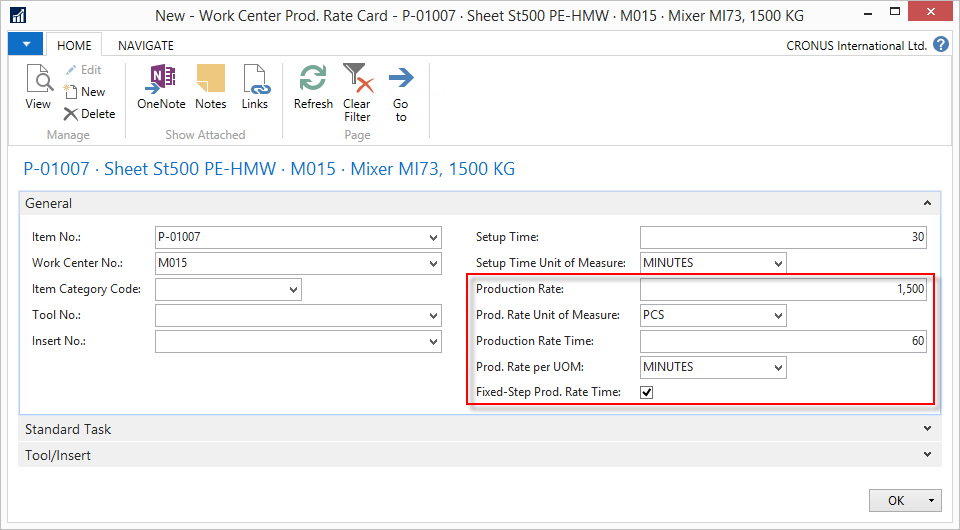 New - Work Center Prod. Rate Card - P-01007 · Sheet St500 PE-HMW · M015 · Mixer MI73, 1500 KG
HOME NAVIGATE CRONUS International Ltd. ?
View
Edit
New
Delete
Manage
OneNote Notes Links
Show Attached
Refresh Clear Filter Go to
Page
P-01007 · Sheet St500 PE-HMW · M015 · Mixer MI73, 1500 KG
General
Item No.: P-01007
Work Center No.: M015
Item Category Code:
Tool No.:
Insert No.:
Setup Time: 30
Setup Time Unit of Measure: MINUTES
Production Rate: 1,500
Prod. Rate Unit of Measure: PCS
Production Rate Time: 60
Prod. Rate per UOM: MINUTES
Fixed-Step Prod. Rate Time:
Standard Task
Tool/Insert
OK